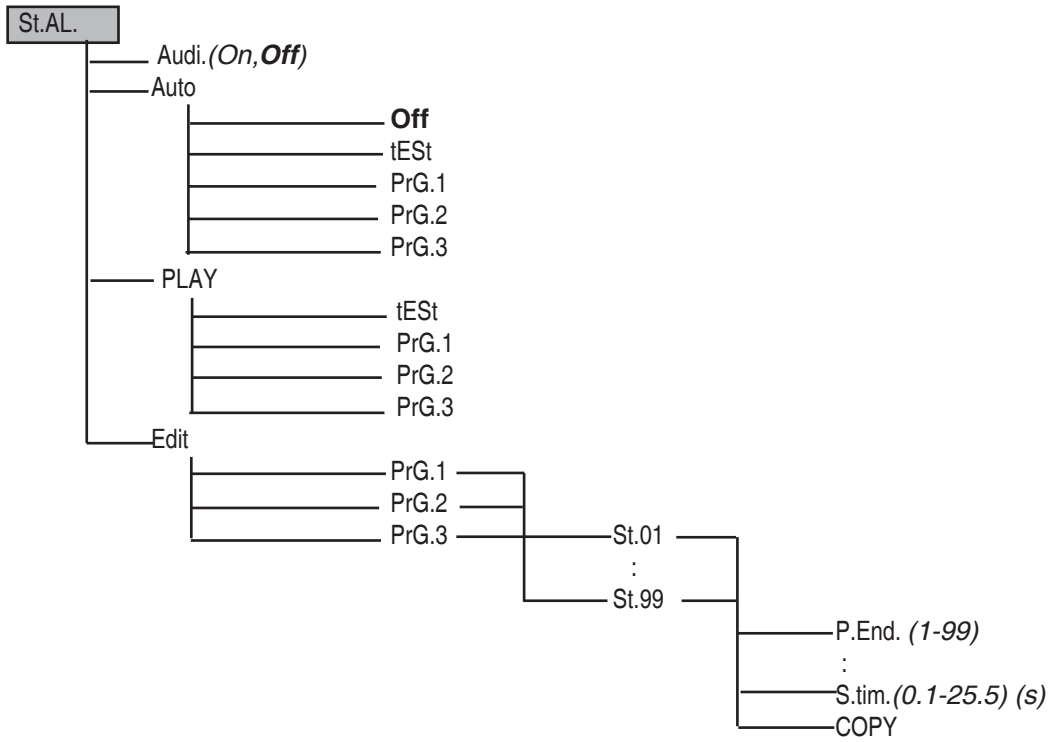 St.AL.
Audi.(On,Off)
Auto
Off
tESt
PrG.1
PrG.2
PrG.3
PLAY
tESt
PrG.1
PrG.2
PrG.3
Edit
PrG.1
PrG.2
PrG.3
St.01
:
St.99
P.End. (1-99)
:
S.tim.(0.1-25.5) (s)
COPY